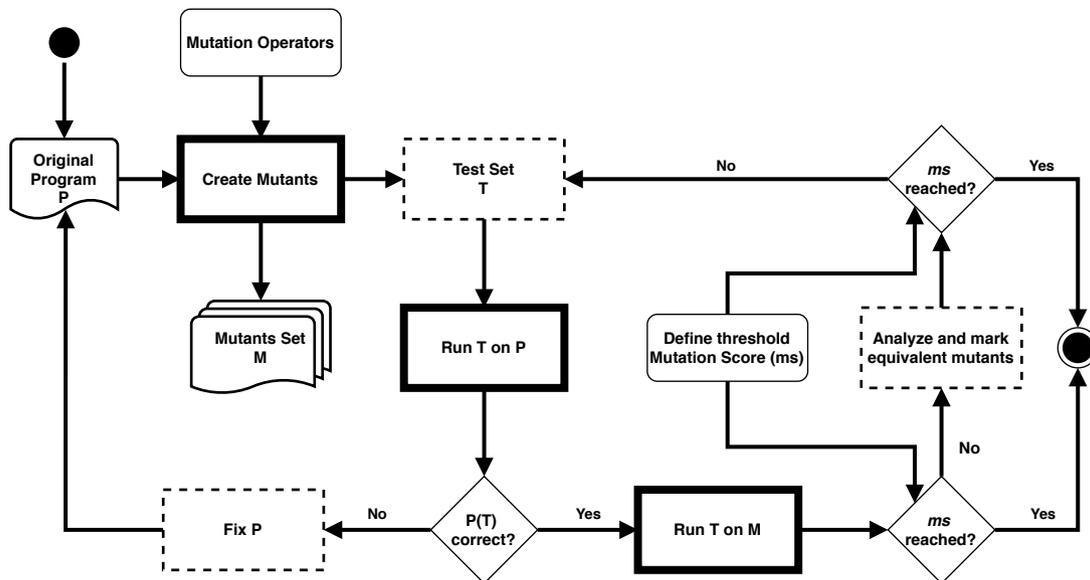 Mutation Operators
Original
Program
P
Create Mutants
Test Set
T
No
ms
reached?
Yes
Mutants Set
M
Run T on P
Define threshold
Mutation Score (ms)
Analyze and mark
equivalent mutants
No
Fix P
No
P(T)
correct?
Yes
Run T on M
ms
reached?
Yes